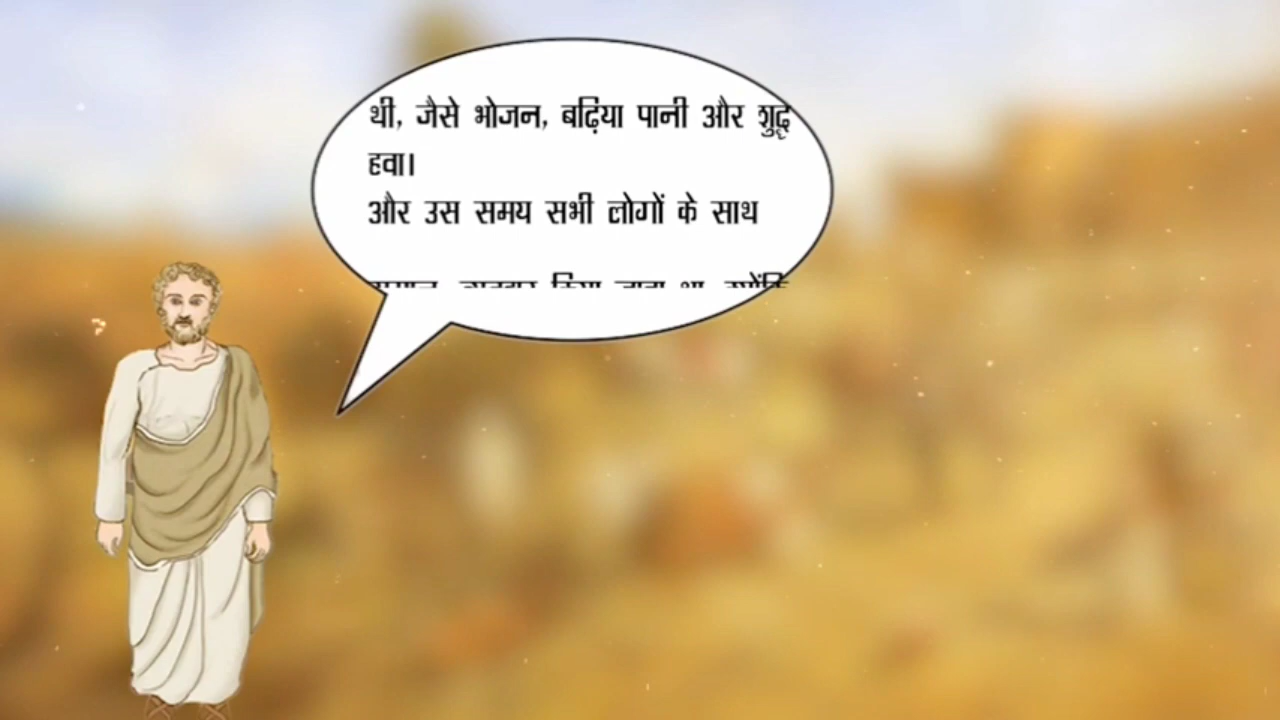 थी, जैसे भोजन, बढ़िया पानी और शुद्ध
हवा।
और उस समय सभी लोगों के साथ